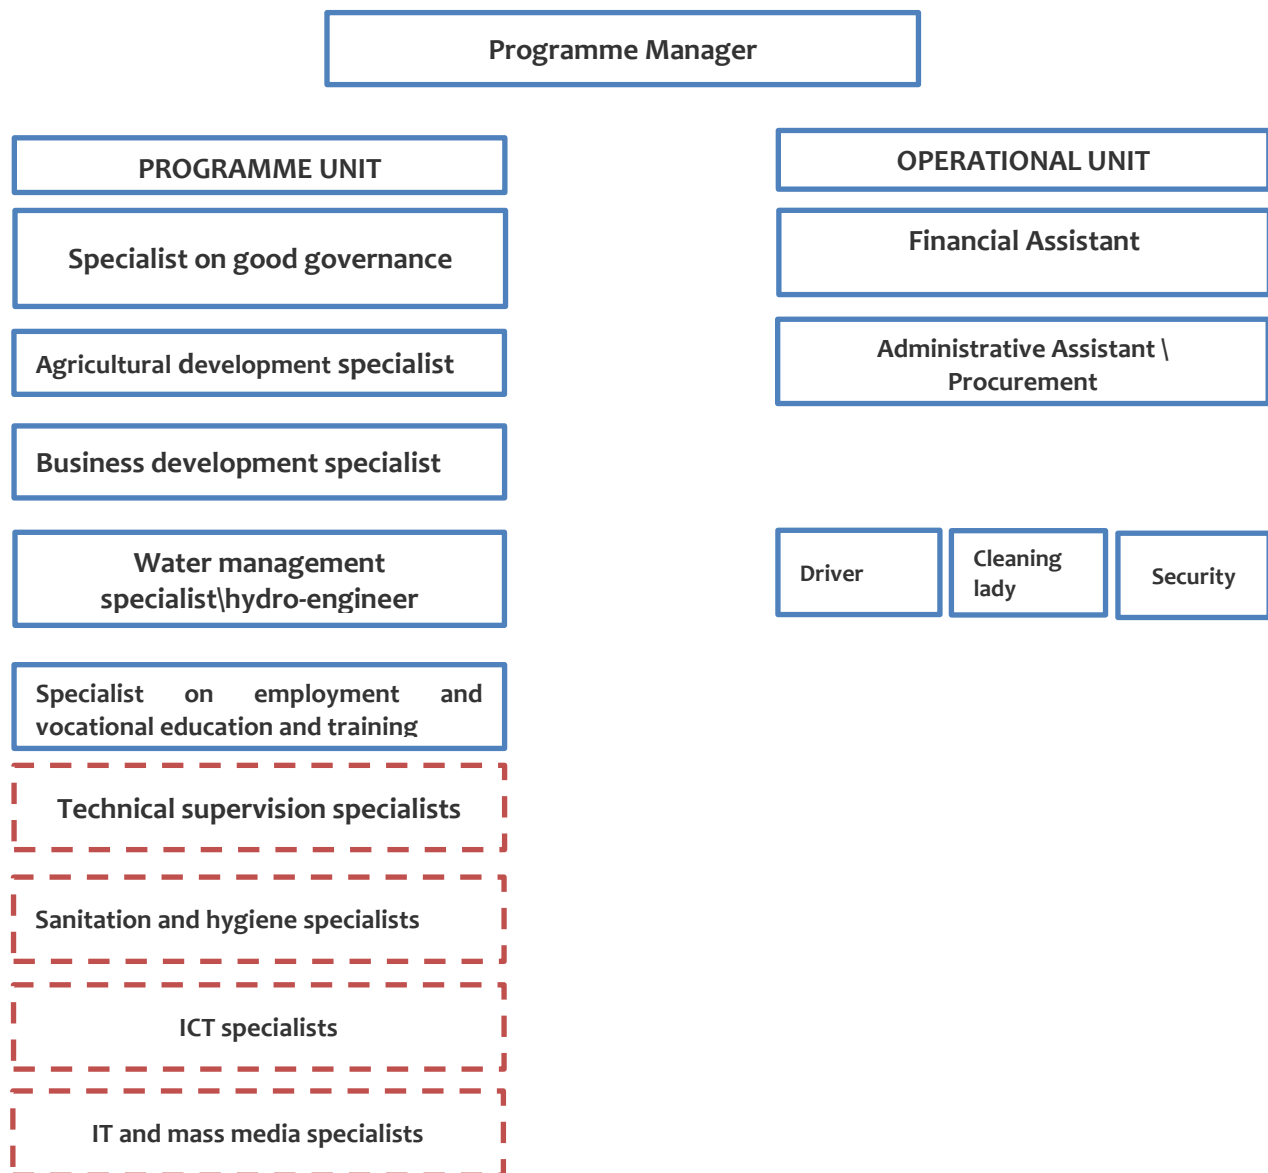 Programme Manager
PROGRAMME UNIT
Specialist on good governance
Agricultural development specialist
Business development specialist
Water management
specialist\hydro-engineer
Specialist on employment and
vocational education and training
Technical supervision specialists
Sanitation and hygiene specialists
ICT specialists
IT and mass media specialists
OPERATIONAL UNIT
Financial Assistant
Administrative Assistant \
Procurement
Driver
Cleaning
lady
Security